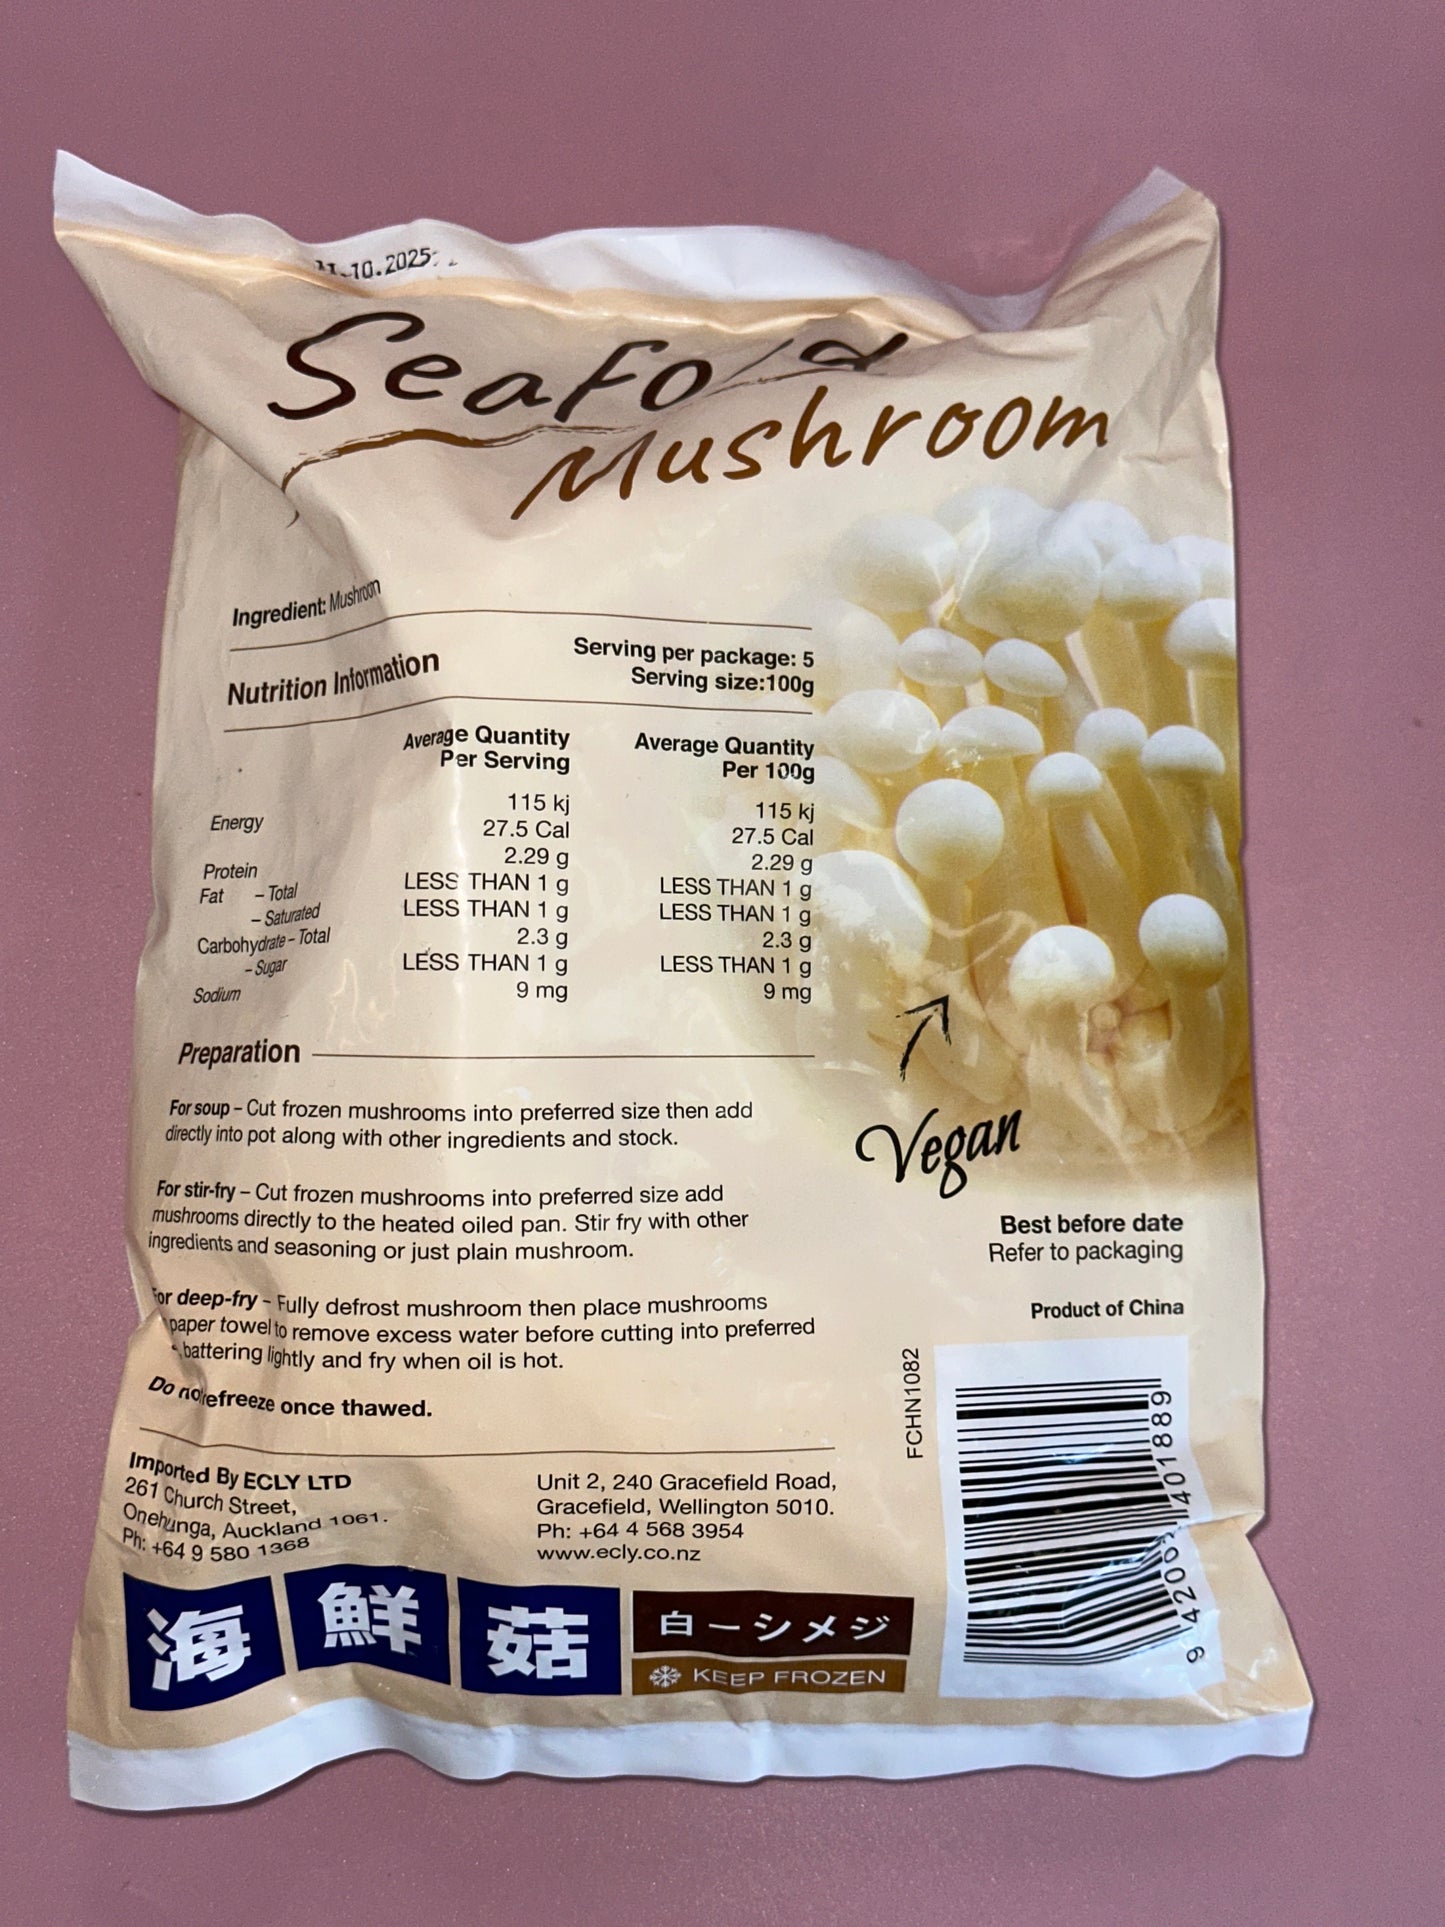 10.2025
Seafood
Mushroom
Ingredient: Mushroom
Nutrition Information
Serving per package: 5
Serving size:100g
Average Quantity
Per Serving
Average Quantity
Per 100g
Energy 115 kj 115 kj
27.5 Cal 27.5 Cal
Protein 2.29 g 2.29 g
Fat – Total LESS THAN 1 g LESS THAN 1 g
– Saturated LESS THAN 1 g LESS THAN 1 g
Carbohydrate – Total 2.3 g 2.3 g
– Sugar LESS THAN 1 g LESS THAN 1 g
Sodium 9 mg 9 mg
Preparation
For soup – Cut frozen mushrooms into preferred size then add
directly into pot along with other ingredients and stock.
For stir-fry – Cut frozen mushrooms into preferred size add
mushrooms directly to the heated oiled pan. Stir fry with other
ingredients and seasoning or just plain mushroom.
For deep-fry – Fully defrost mushroom then place mushrooms
paper towel to remove excess water before cutting into preferred
battering lightly and fry when oil is hot.
Do not refreeze once thawed.
Vegan
Best before date
Refer to packaging
Product of China
FCHN1082
Imported By ECLY LTD
261 Church Street,
Onehunga, Auckland 1061.
Ph: +64 9 580 1368
Unit 2, 240 Gracefield Road,
Gracefield, Wellington 5010.
Ph: +64 4 568 3954
www.ecly.co.nz
海鮮菇
白一シメジ
KEEP FROZEN
401889